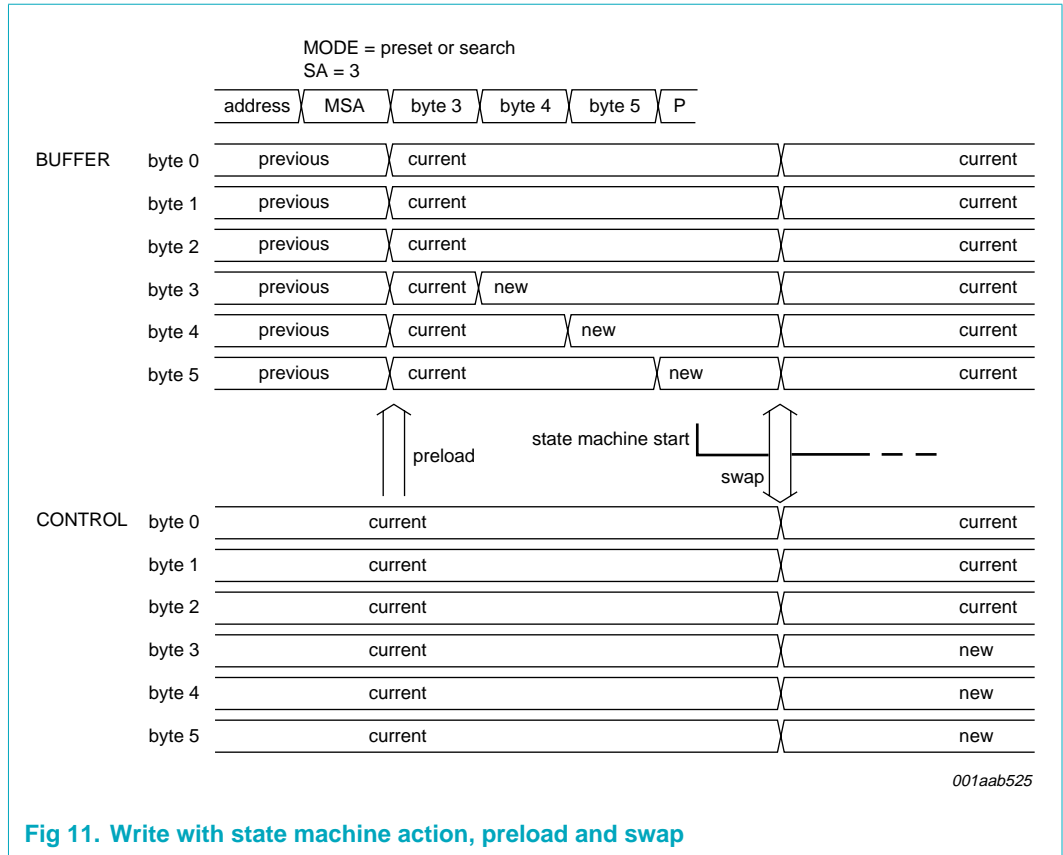 MODE = preset or search
SA = 3
address MSA byte 3 byte 4 byte 5 P
BUFFER byte 0 previous current current
byte 1 previous current current
byte 2 previous current current
byte 3 previous current new current
byte 4 previous current new current
byte 5 previous current new current
state machine start
preload
swap
CONTROL byte 0 current current
byte 1 current current
byte 2 current current
byte 3 current new
byte 4 current new
byte 5 current new
001aab525
Fig 11. Write with state machine action, preload and swap